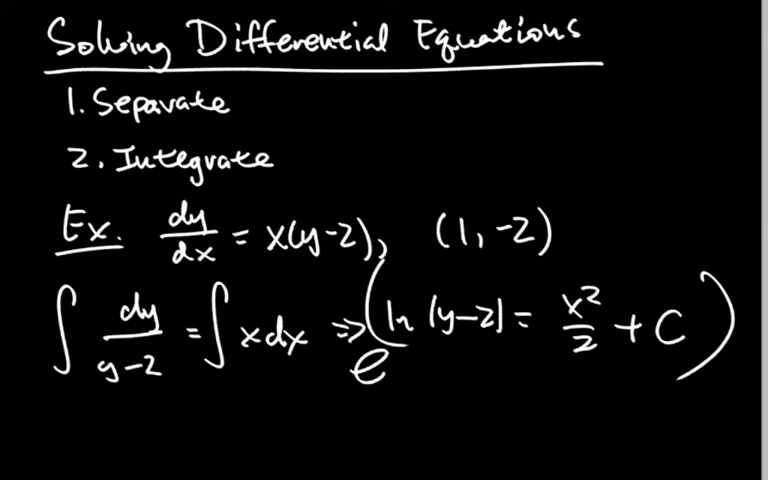 Solving Differential Equations
1. Separate
2. Integrate
Ex. dy/dx = x(y-2), (1, -2)
∫ dy/(y-2) = ∫ x dx ⇒ e^(ln |y-2| = x²/2 + C)